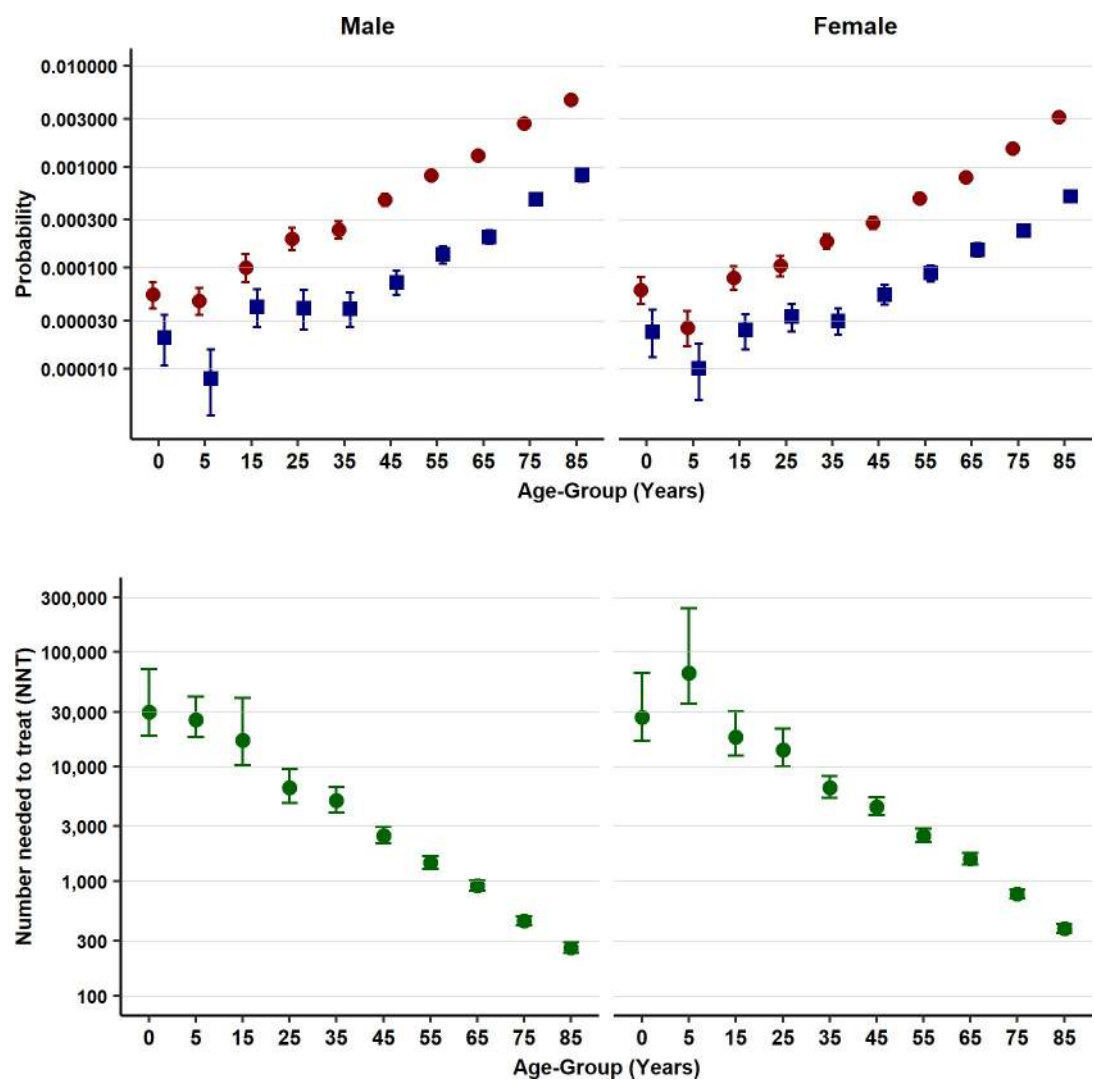 Male Female
Probability
0.010000
0.003000
0.001000
0.000300
0.000100
0.000030
0.000010
0 5 15 25 35 45 55 65 75 85 0 5 15 25 35 45 55 65 75 85
Age-Group (Years)
Number needed to treat (NNT)
300,000
100,000
30,000
10,000
3,000
1,000
300
100
0 5 15 25 35 45 55 65 75 85 0 5 15 25 35 45 55 65 75 85
Age-Group (Years)